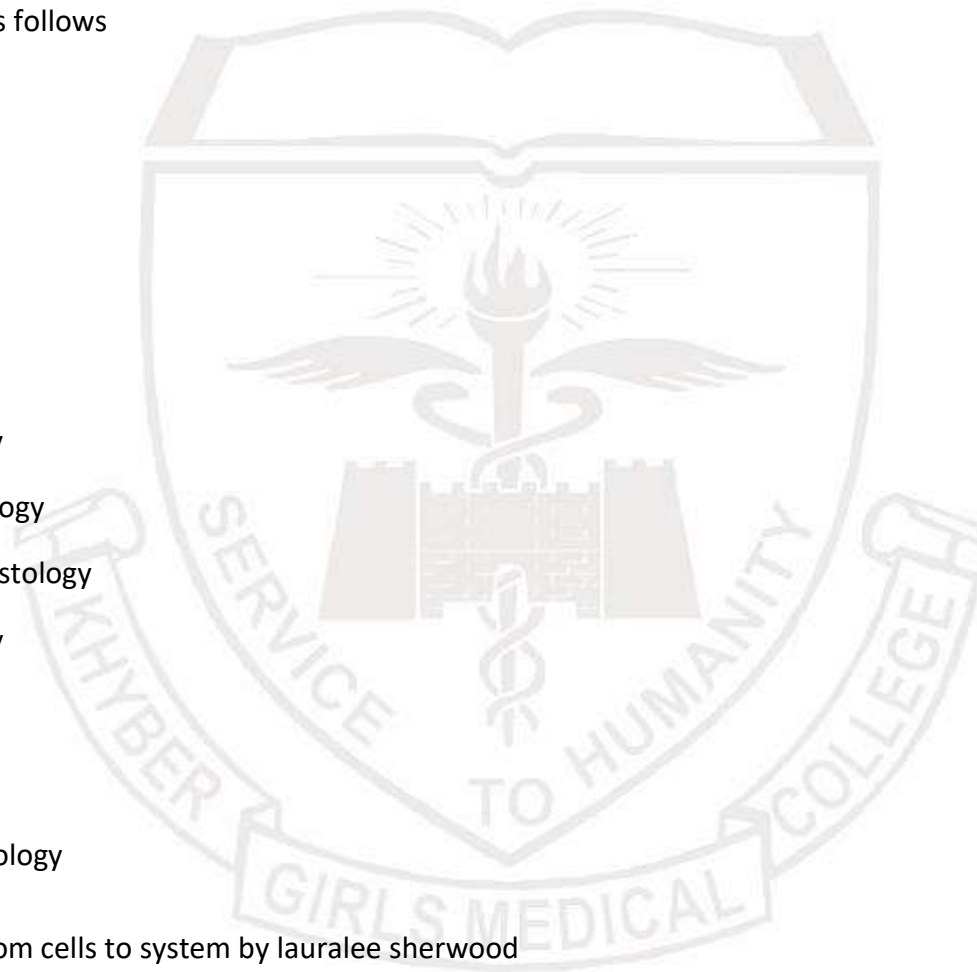 s follows
y
ogy
stology
y
ology
om cells to system by lauralee sherwood
SERVICE TO HUMANITY
KHYBER GIRLS MEDICAL COLLEGE